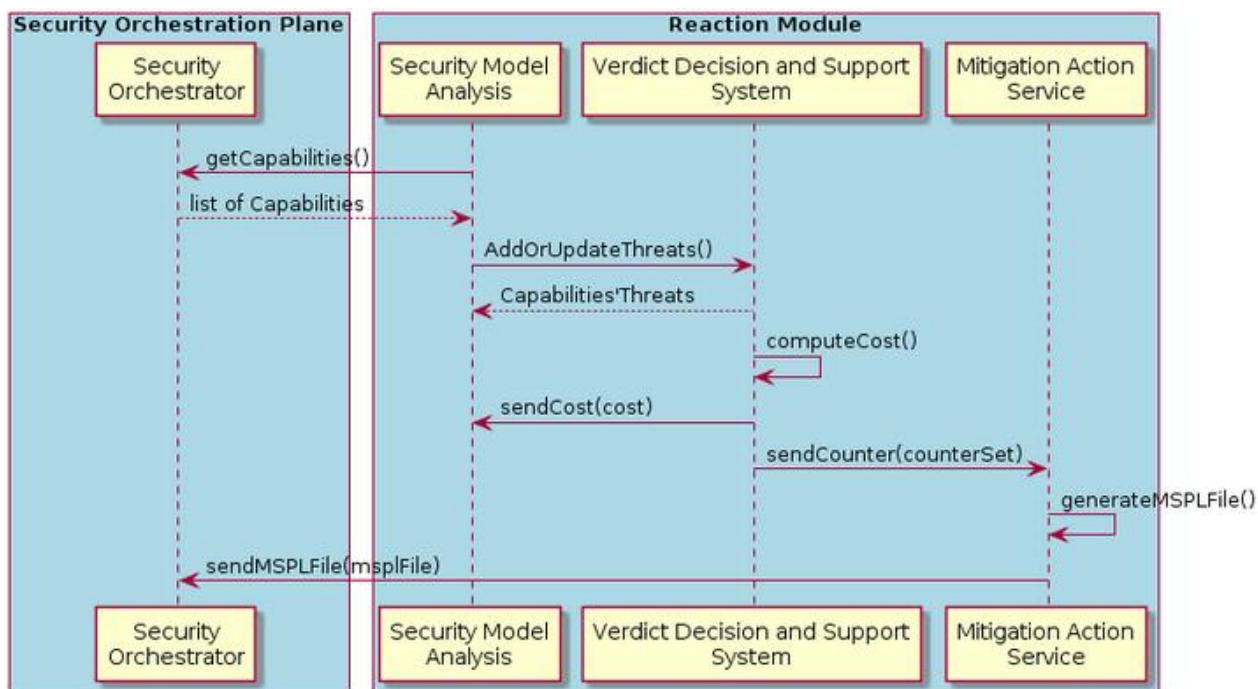 Security Orchestration Plane
Reaction Module
Security
Orchestrator
Security Model
Analysis
Verdict Decision and Support
System
Mitigation Action
Service
getCapabilities()
list of Capabilities
AddOrUpdateThreats()
Capabilities'Threats
computeCost()
sendCost(cost)
sendCounter(counterSet)
generateMSPLFile()
sendMSPLFile(msplFile)
Security
Orchestrator
Security Model
Analysis
Verdict Decision and Support
System
Mitigation Action
Service